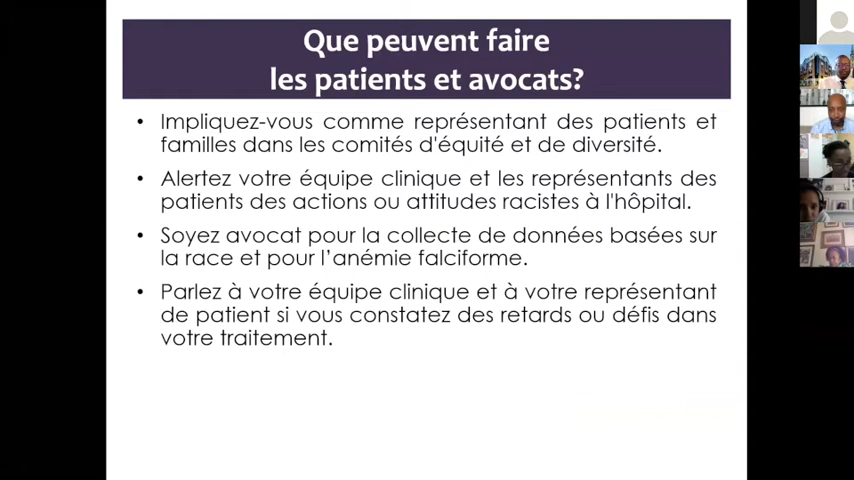 Que peuvent faire
les patients et avocats?
• Impliquez-vous comme représentant des patients et
familles dans les comités d'équité et de diversité.
• Alertez votre équipe clinique et les représentants des
patients des actions ou attitudes racistes à l'hôpital.
• Soyez avocat pour la collecte de données basées sur
la race et pour l’anémie falciforme.
• Parlez à votre équipe clinique et à votre représentant
de patient si vous constatez des retards ou défis dans
votre traitement.